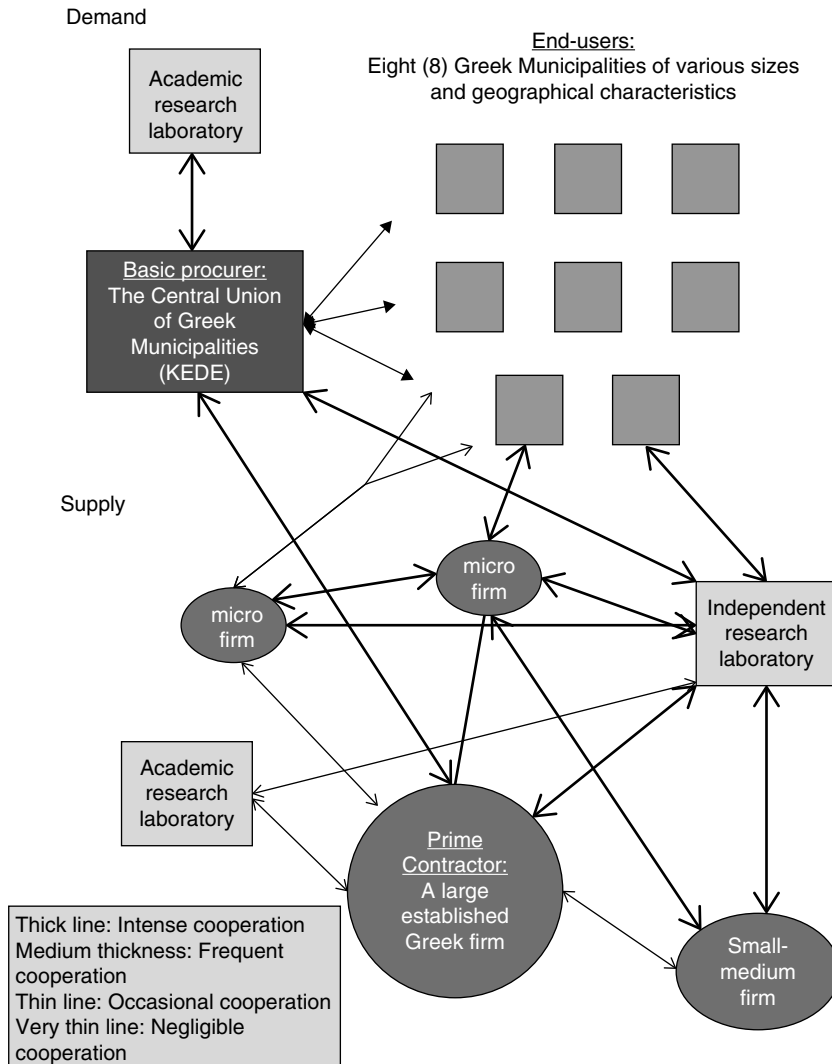 Demand
End-users:
Eight (8) Greek Municipalities of various sizes
and geographical characteristics
Academic
research
laboratory
Basic procurer:
The Central Union
of Greek
Municipalities
(KEDE)
Supply
micro
firm
micro
firm
Independent
research
laboratory
Academic
research
laboratory
Prime
Contractor:
A large
established
Greek firm
Small-
medium
firm
Thick line: Intense cooperation
Medium thickness: Frequent
cooperation
Thin line: Occasional cooperation
Very thin line: Negligible
cooperation